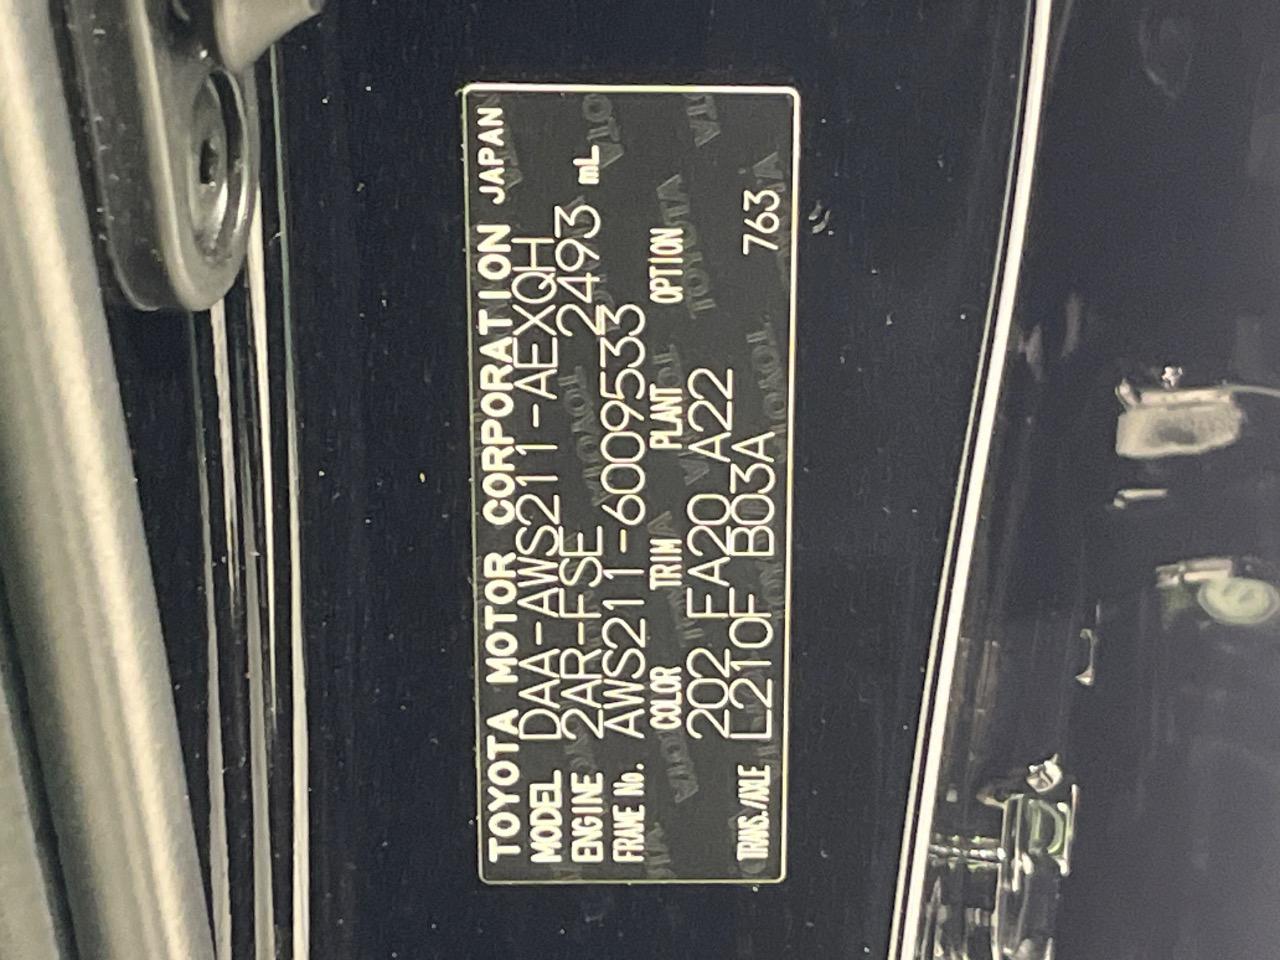 TOYOTA MOTOR CORPORATION JAPAN
MODEL DAA-AWS211-AEXQH
ENGINE 2AR-FSE 2493 mL
FRAME No. AWS211-6009533
COLOR TRIM PLANT OPTION
202 FA20 A22
TRANS./AXLE L210F B03A 763